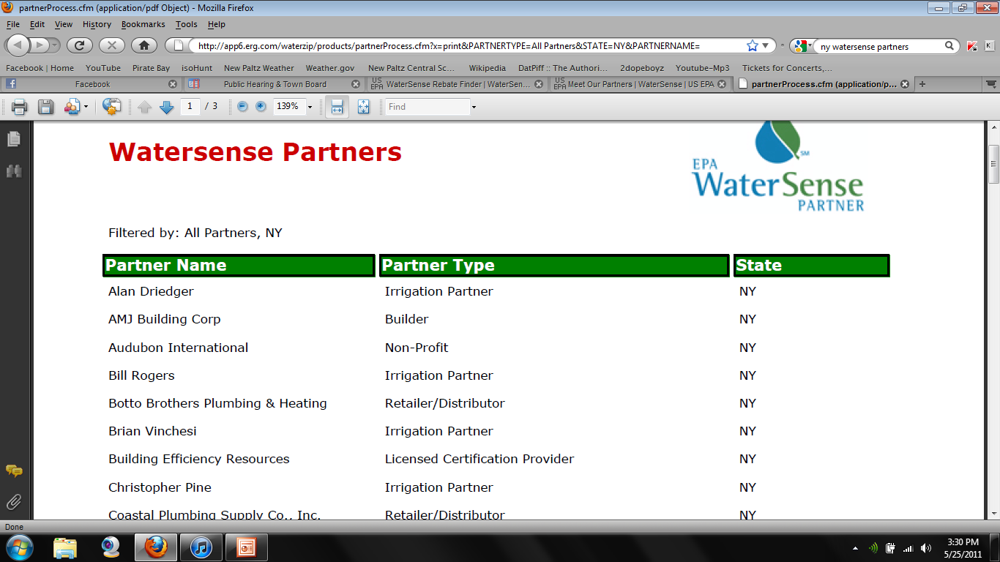 partnerProcess.cfm (application/pdf Object) - Mozilla Firefox
File Edit View History Bookmarks Tools Help
http://app6.erg.com/waterzip/products/partnerProcess.cfm?x=print&PARTNERTYPE=All Partners&STATE=NY&PARTNERNAME= ny watersense partners
Facebook | Home YouTube Pirate Bay isoHunt New Paltz Weather Weather.gov New Paltz Central Sc... Wikipedia DatPiff :: The Authori... 2dopeboyz Youtube-Mp3 Tickets for Concerts,...
Facebook Public Hearing & Town Board US EPA WaterSense Rebate Finder | WaterSen... US EPA Meet Our Partners | WaterSense | US EPA partnerProcess.cfm (application/p...
1 / 3 139% Find
Watersense Partners
SM
EPA
WaterSense
PARTNER
Filtered by: All Partners, NY
Partner Name Partner Type State
Alan Driedger Irrigation Partner NY
AMJ Building Corp Builder NY
Audubon International Non-Profit NY
Bill Rogers Irrigation Partner NY
Botto Brothers Plumbing & Heating Retailer/Distributor NY
Brian Vinchesi Irrigation Partner NY
Building Efficiency Resources Licensed Certification Provider NY
Christopher Pine Irrigation Partner NY
Coastal Plumbing Supply Co., Inc. Retailer/Distributor NY
Done
3:30 PM
5/25/2011